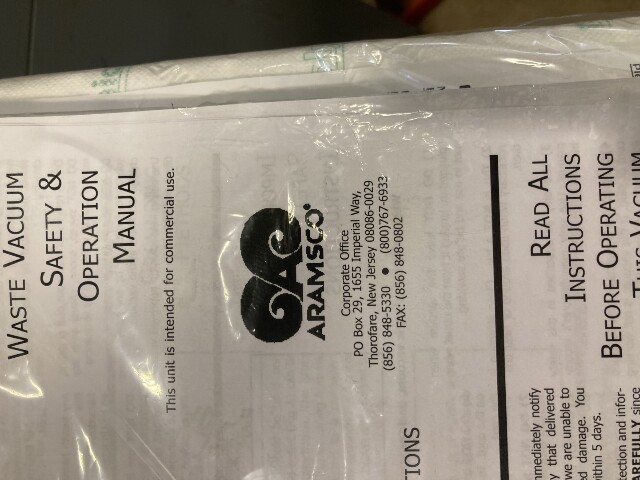 WASTE VACUUM
SAFETY &
OPERATION
MANUAL
This unit is intended for commercial use.
ARAMSCO®
Corporate Office
PO Box 29, 1655 Imperial Way,
Thorofare, New Jersey 08086-0029
(856) 848-5330 ● (800)767-6933
FAX: (856) 848-0802
READ ALL
INSTRUCTIONS
BEFORE OPERATING
THIS VACUUM
TIONS
mmediately notify
y that delivered
we are unable to
d damage. You
ithin 5 days.
tection and infor-
AREFULLY since